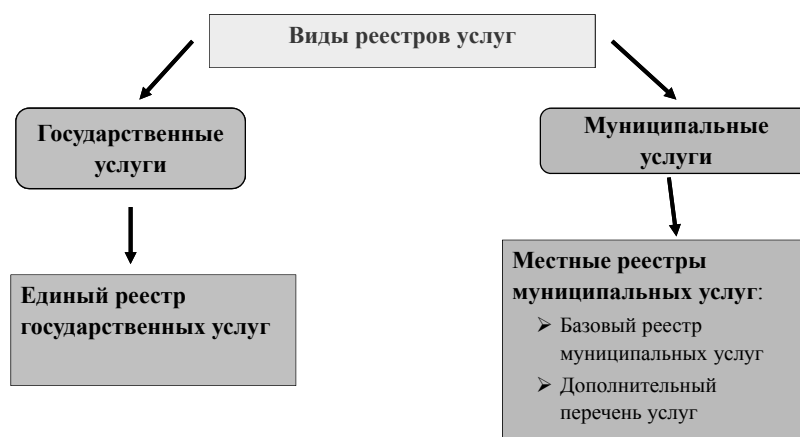 Виды реестров услуг
Государственные
услуги
Муниципальные
услуги
Единый реестр
государственных услуг
Местные реестры
муниципальных услуг:
➢ Базовый реестр
муниципальных услуг
➢ Дополнительный
перечень услуг